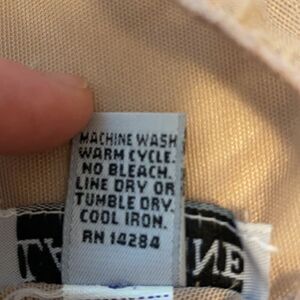 MACHINE WASH
WARM CYCLE.
NO BLEACH.
LINE DRY OR
TUMBLE DRY.
COOL IRON.
RN 14284